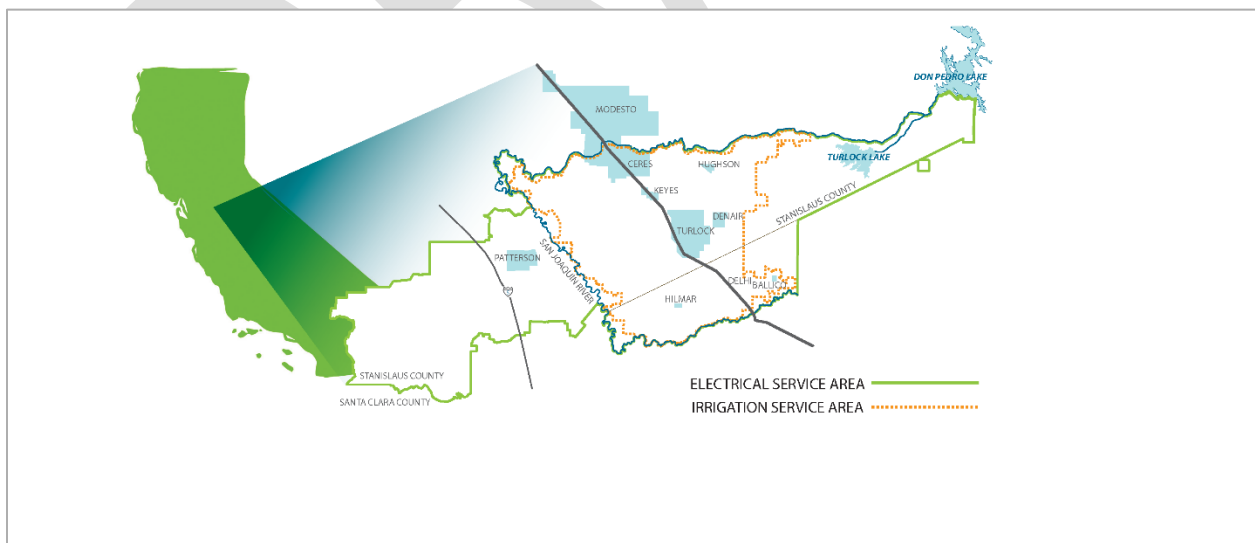 DON PEDRO LAKE
MODESTO
TURLOCK LAKE
CERES
HUGHSON
KEYES
STANISLAUS COUNTY
DENAIR
TURLOCK
SAN JOAQUIN RIVER
PATTERSON
DELHI
BALLICO
HILMAR
STANISLAUS COUNTY
SANTA CLARA COUNTY
ELECTRICAL SERVICE AREA
IRRIGATION SERVICE AREA